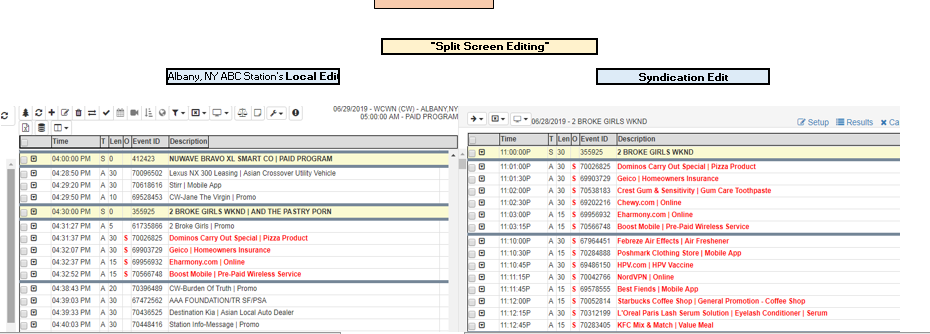 "Split Screen Editing"
Albany, NY ABC Station's Local Edit
Syndication Edit
06/29/2019 - WCWN (CW) - ALBANY,NY
05:00:00 AM - PAID PROGRAM
Time T Len O Event ID Description
04:00:00 PM S 0 412423 NUWAVE BRAVO XL SMART CO | PAID PROGRAM
04:28:50 PM A 30 70096502 Lexus NX 300 Leasing | Asian Crossover Utility Vehicle
04:29:20 PM A 30 70618616 Stirr | Mobile App
04:29:50 PM A 10 69528453 CW-Jane The Virgin | Promo
04:30:00 PM S 0 355925 2 BROKE GIRLS WKND | AND THE PASTRY PORN
04:31:27 PM A 5 61735866 2 Broke Girls | Promo
04:31:37 PM A 30 S 70026825 Dominos Carry Out Special | Pizza Product
04:32:07 PM A 30 S 69903729 Geico | Homeowners Insurance
04:32:37 PM A 15 S 69956932 Eharmony.com | Online
04:32:52 PM A 15 S 70566748 Boost Mobile | Pre-Paid Wireless Service
04:38:43 PM A 20 70396489 CW-Burden Of Truth | Promo
04:39:03 PM A 30 67472562 AAA FOUNDATION/TR SF/PSA
04:39:33 PM A 30 70436525 Destination Kia | Asian Local Auto Dealer
04:40:03 PM A 30 70448416 Station Info-Message | Promo
06/28/2019 - 2 BROKE GIRLS WKND
Setup Results Ca
Time T Len O Event ID Description
11:00:00P S 30 355925 2 BROKE GIRLS WKND
11:01:00P A 30 S 70026825 Dominos Carry Out Special | Pizza Product
11:01:30P A 30 S 69903729 Geico | Homeowners Insurance
11:02:00P A 30 S 70538183 Crest Gum & Sensitivity | Gum Care Toothpaste
11:02:30P A 30 S 69202216 Chewy.com | Online
11:03:00P A 15 S 69956932 Eharmony.com | Online
11:03:15P A 15 S 70566748 Boost Mobile | Pre-Paid Wireless Service
11:10:00P A 30 S 67964451 Febreze Air Effects | Air Freshener
11:10:30P A 15 S 70284888 Poshmark Clothing Store | Mobile App
11:10:45P A 30 S 69486150 HPV.com | HPV Vaccine
11:11:15P A 30 S 70042766 NordVPN | Online
11:11:45P A 15 S 69578555 Best Fiends | Mobile App
11:12:00P A 15 S 70052814 Starbucks Coffee Shop | General Promotion - Coffee Shop
11:12:15P A 30 S 70312199 L'Oreal Paris Lash Serum Solution | Eyelash Conditioner | Serum
11:12:45P A 15 S 70283405 KFC Mix & Match | Value Meal